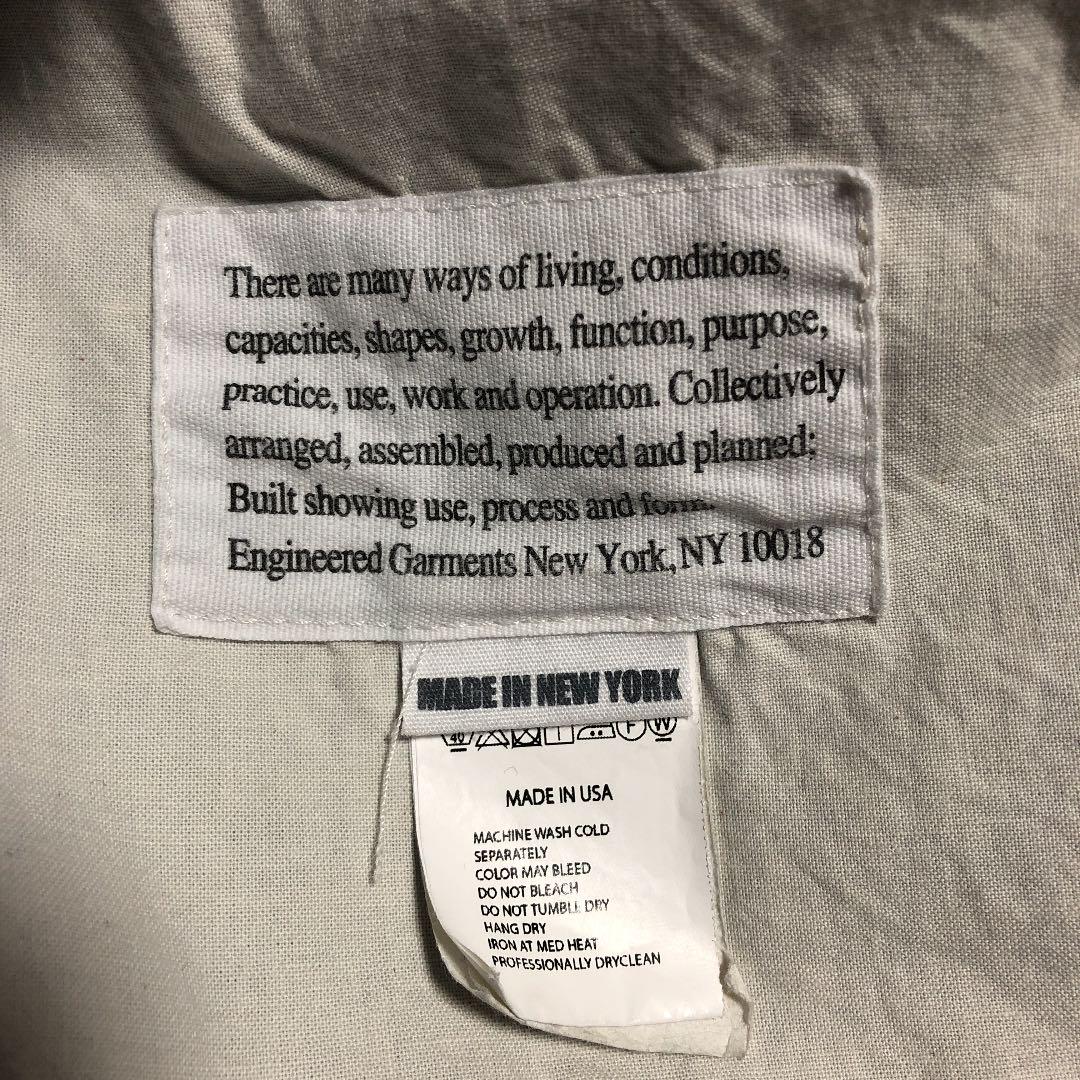 There are many ways of living, conditions,
capacities, shapes, growth, function, purpose,
practice, use, work and operation. Collectively
arranged, assembled, produced and planned:
Built showing use, process and form.
Engineered Garments New York, NY 10018
MADE IN NEW YORK
40 F W
MADE IN USA
MACHINE WASH COLD
SEPARATELY
COLOR MAY BLEED
DO NOT BLEACH
DO NOT TUMBLE DRY
HANG DRY
IRON AT MED HEAT
PROFESSIONALLY DRYCLEAN